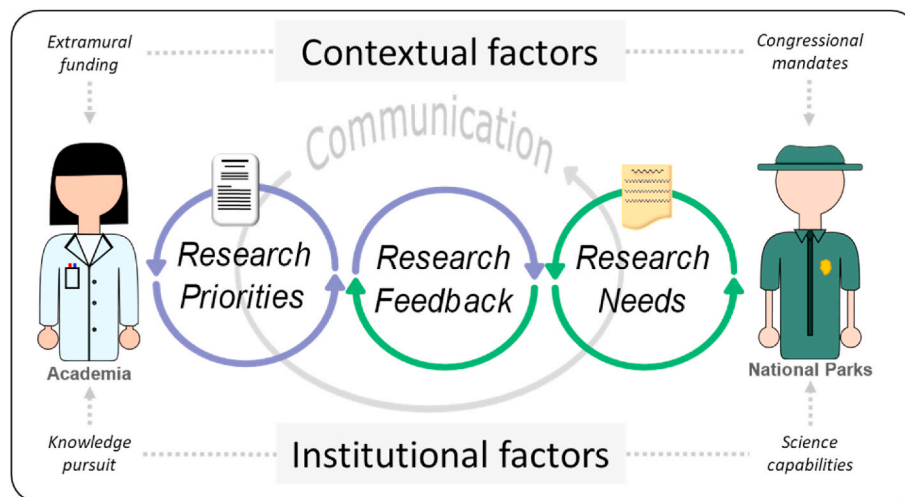 Extramural
funding
Contextual factors
Congressional
mandates
Communication
Research
Priorities
Research
Feedback
Research
Needs
Academia
National Parks
Knowledge
pursuit
Institutional factors
Science
capabilities